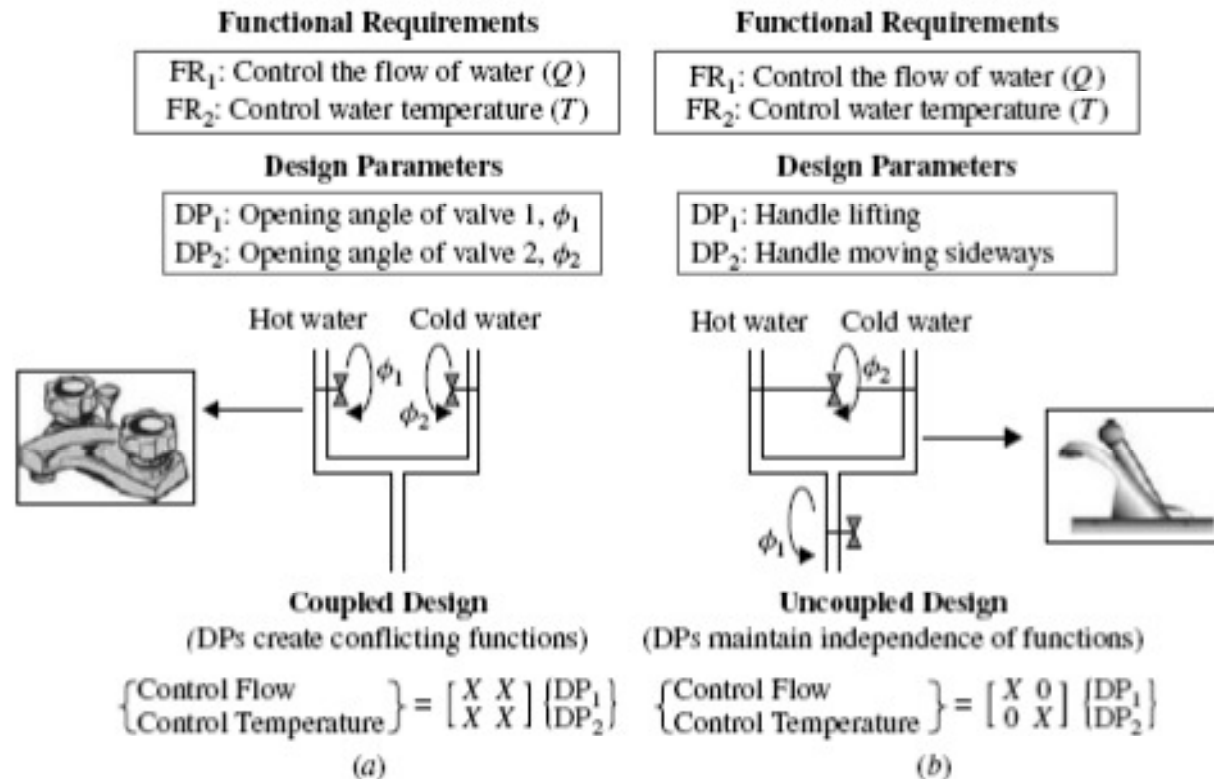 Functional Requirements
FR₁: Control the flow of water (Q)
FR₂: Control water temperature (T)
Design Parameters
DP₁: Opening angle of valve 1, ϕ₁
DP₂: Opening angle of valve 2, ϕ₂
Hot water Cold water
ϕ₁
ϕ₂
Coupled Design
(DPs create conflicting functions)
{Control Flow
Control Temperature} = [X X
X X] {DP₁
DP₂}
(a)
Functional Requirements
FR₁: Control the flow of water (Q)
FR₂: Control water temperature (T)
Design Parameters
DP₁: Handle lifting
DP₂: Handle moving sideways
Hot water Cold water
ϕ₂
ϕ₁
Uncoupled Design
(DPs maintain independence of functions)
{Control Flow
Control Temperature} = [X 0
0 X] {DP₁
DP₂}
(b)